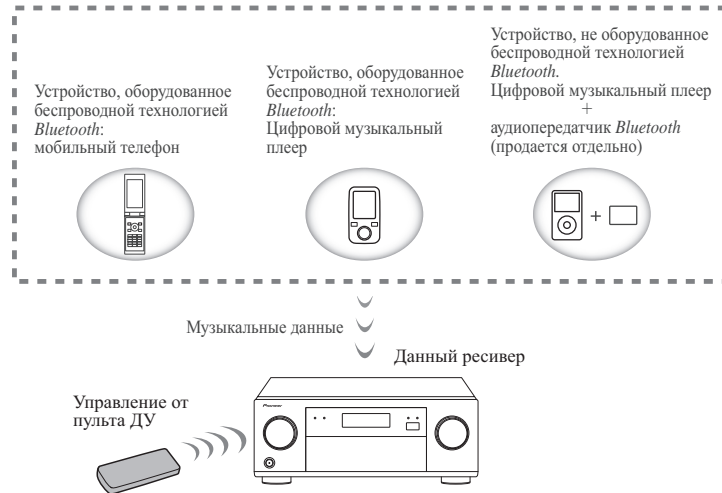 Устройство, оборудованное
беспроводной технологией
Bluetooth:
мобильный телефон
Устройство, оборудованное
беспроводной технологией
Bluetooth:
Цифровой музыкальный
плеер
Устройство, не оборудованное
беспроводной технологией
Bluetooth.
Цифровой музыкальный плеер
+
аудиопередатчик Bluetooth
(продается отдельно)
+
Музыкальные данные
Данный ресивер
Pioneer
Управление от
пульта ДУ